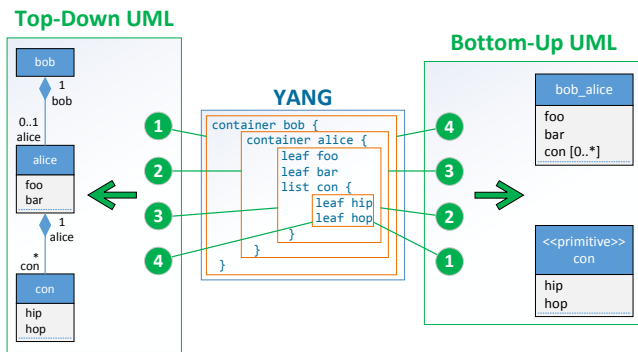 Top-Down UML
bob
1
bob
0..1
alice
alice
foo
bar
1
alice
*
con
con
hip
hop
YANG
1
2
3
4
container bob {
container alice {
leaf foo
leaf bar
list con {
leaf hip
leaf hop
}
}
}
4
3
2
1
Bottom-Up UML
bob_alice
foo
bar
con [0..*]
<<primitive>>
con
hip
hop